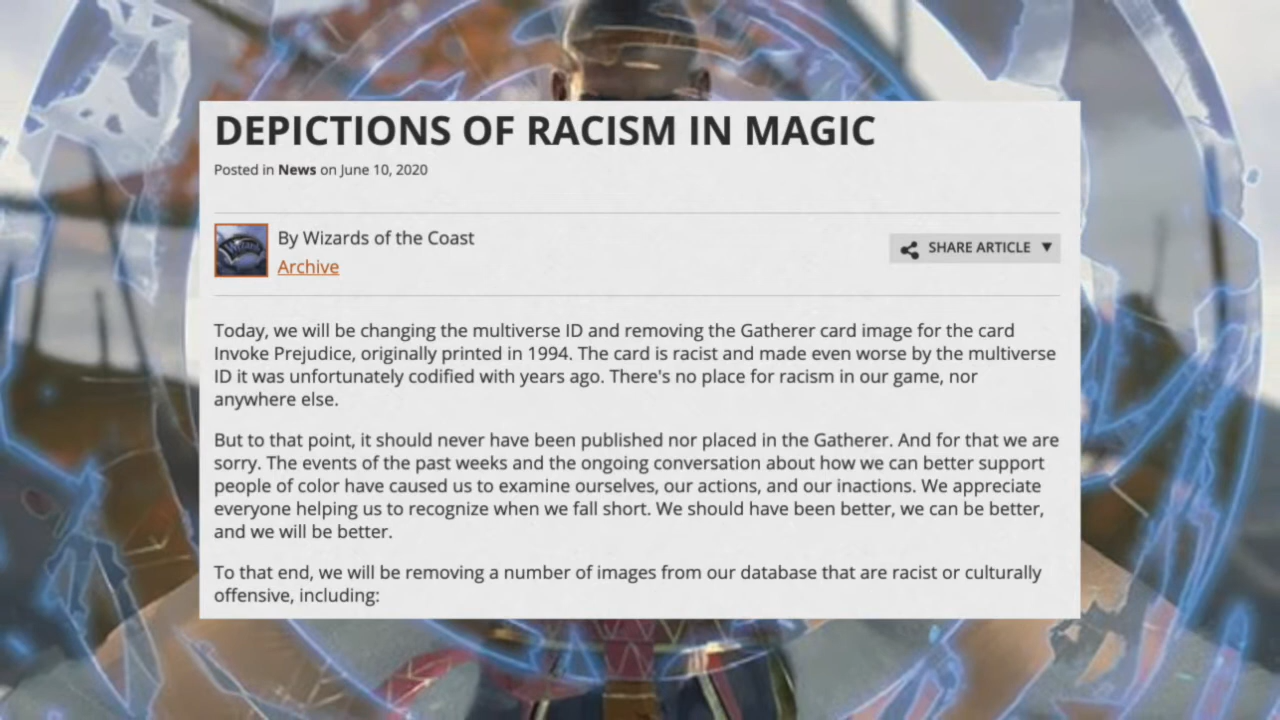 DEPICTIONS OF RACISM IN MAGIC
Posted in News on June 10, 2020
By Wizards of the Coast
SHARE ARTICLE ▼
Archive
Today, we will be changing the multiverse ID and removing the Gatherer card image for the card
Invoke Prejudice, originally printed in 1994. The card is racist and made even worse by the multiverse
ID it was unfortunately codified with years ago. There's no place for racism in our game, nor
anywhere else.
But to that point, it should never have been published nor placed in the Gatherer. And for that we are
sorry. The events of the past weeks and the ongoing conversation about how we can better support
people of color have caused us to examine ourselves, our actions, and our inactions. We appreciate
everyone helping us to recognize when we fall short. We should have been better, we can be better,
and we will be better.
To that end, we will be removing a number of images from our database that are racist or culturally
offensive, including: